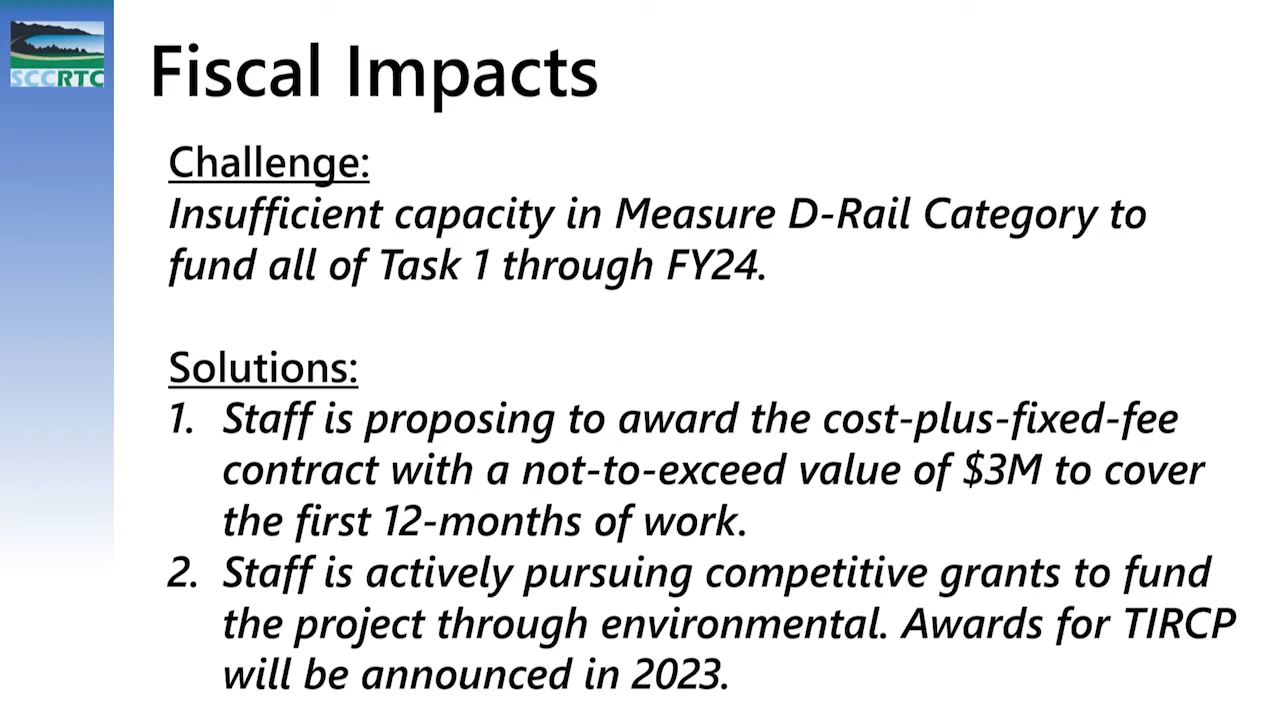 SCCRTC
Fiscal Impacts
Challenge:
Insufficient capacity in Measure D-Rail Category to
fund all of Task 1 through FY24.
Solutions:
1. Staff is proposing to award the cost-plus-fixed-fee
contract with a not-to-exceed value of $3M to cover
the first 12-months of work.
2. Staff is actively pursuing competitive grants to fund
the project through environmental. Awards for TIRCP
will be announced in 2023.